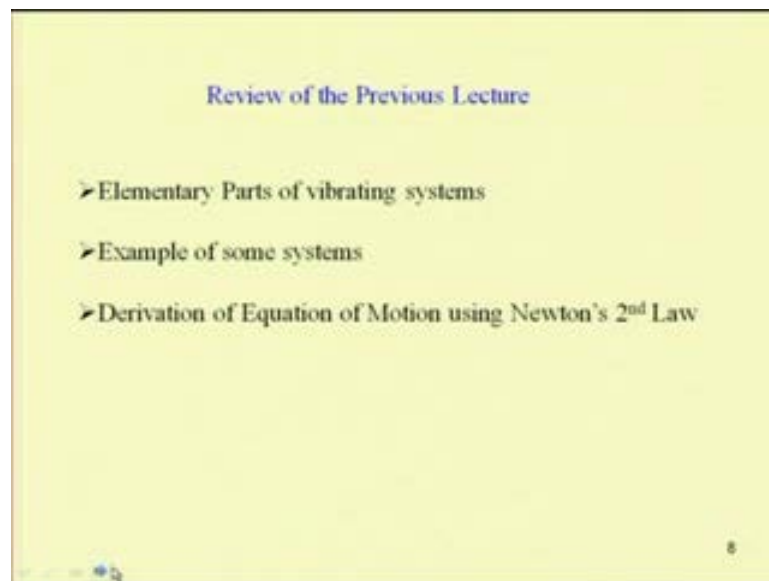 Review of the Previous Lecture
➢Elementary Parts of vibrating systems
➢Example of some systems
➢Derivation of Equation of Motion using Newton's 2nd Law
8